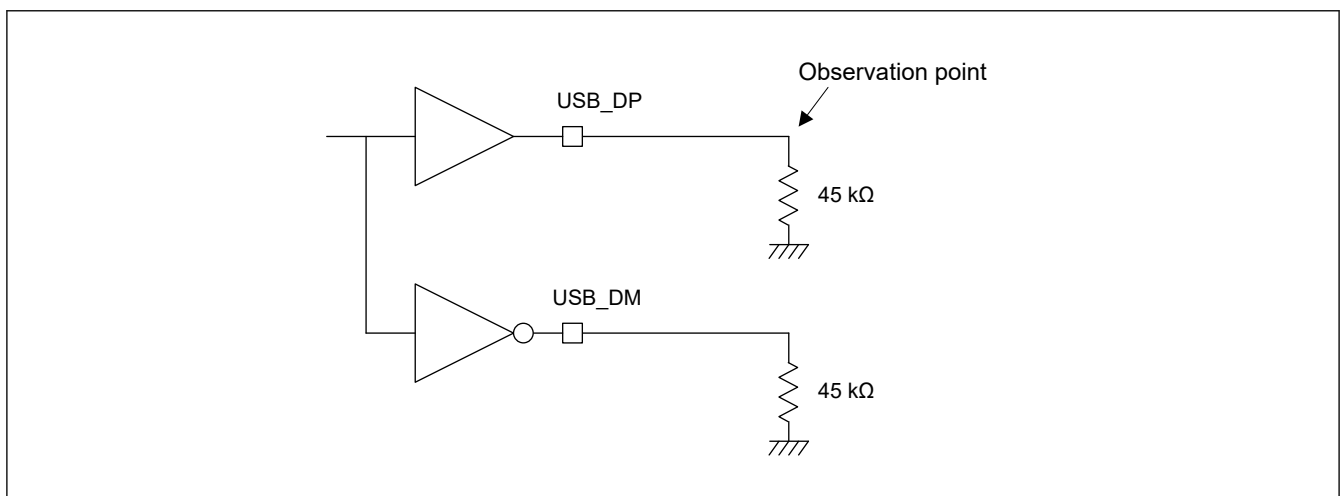 Observation point
USB_DP
45 kΩ
USB_DM
45 kΩ